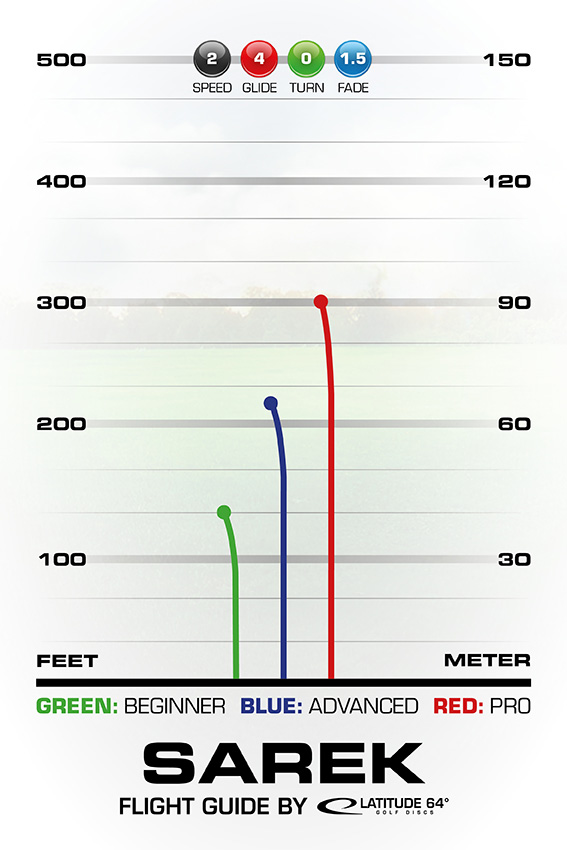 500 2 4 0 1.5 150
SPEED GLIDE TURN FADE
400 120
300 90
200 60
100 30
FEET METER
GREEN: BEGINNER BLUE: ADVANCED RED: PRO
SAREK
FLIGHT GUIDE BY LATITUDE 64°
GOLF DISCS